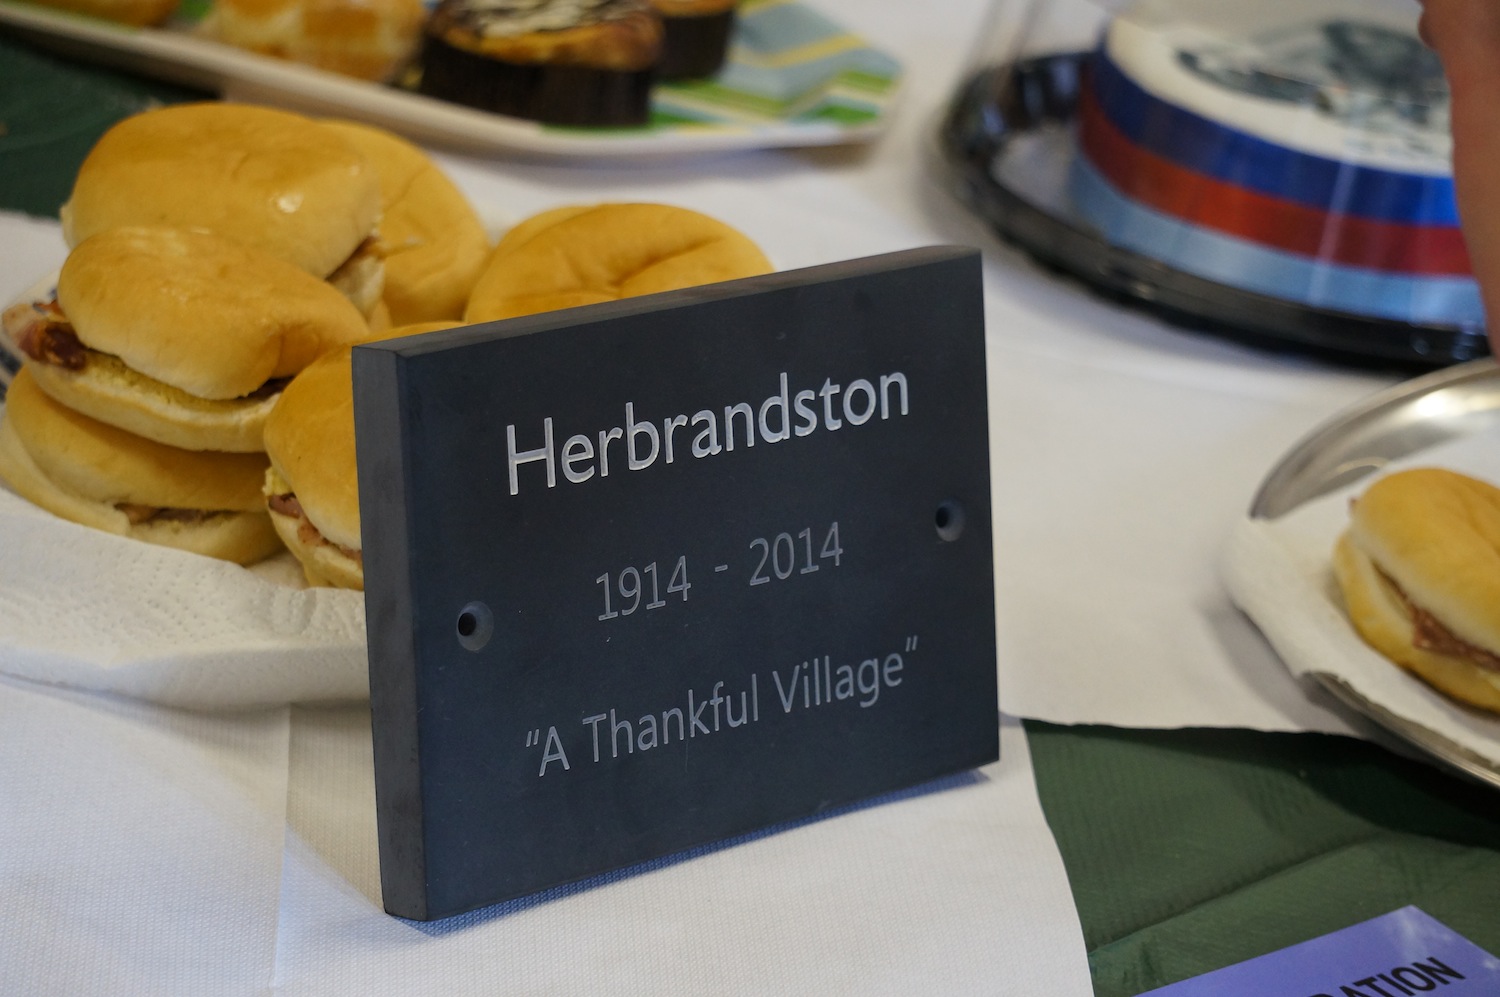 Herbrandston
1914 - 2014
“A Thankful Village”